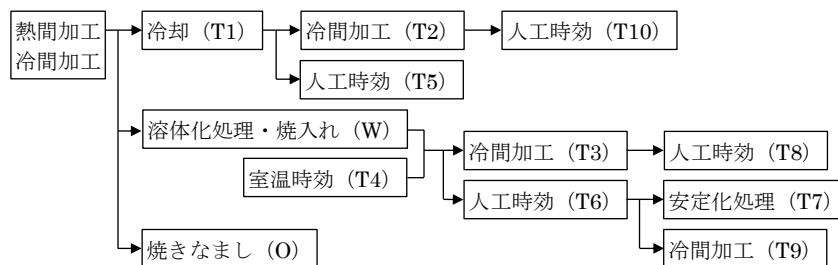 熱間加工
冷間加工
冷却（T1）
冷間加工（T2）
人工時効（T10）
人工時効（T5）
溶体化処理・焼入れ（W）
室温時効（T4）
冷間加工（T3）
人工時効（T8）
人工時効（T6）
安定化処理（T7）
冷間加工（T9）
焼きなまし（O）